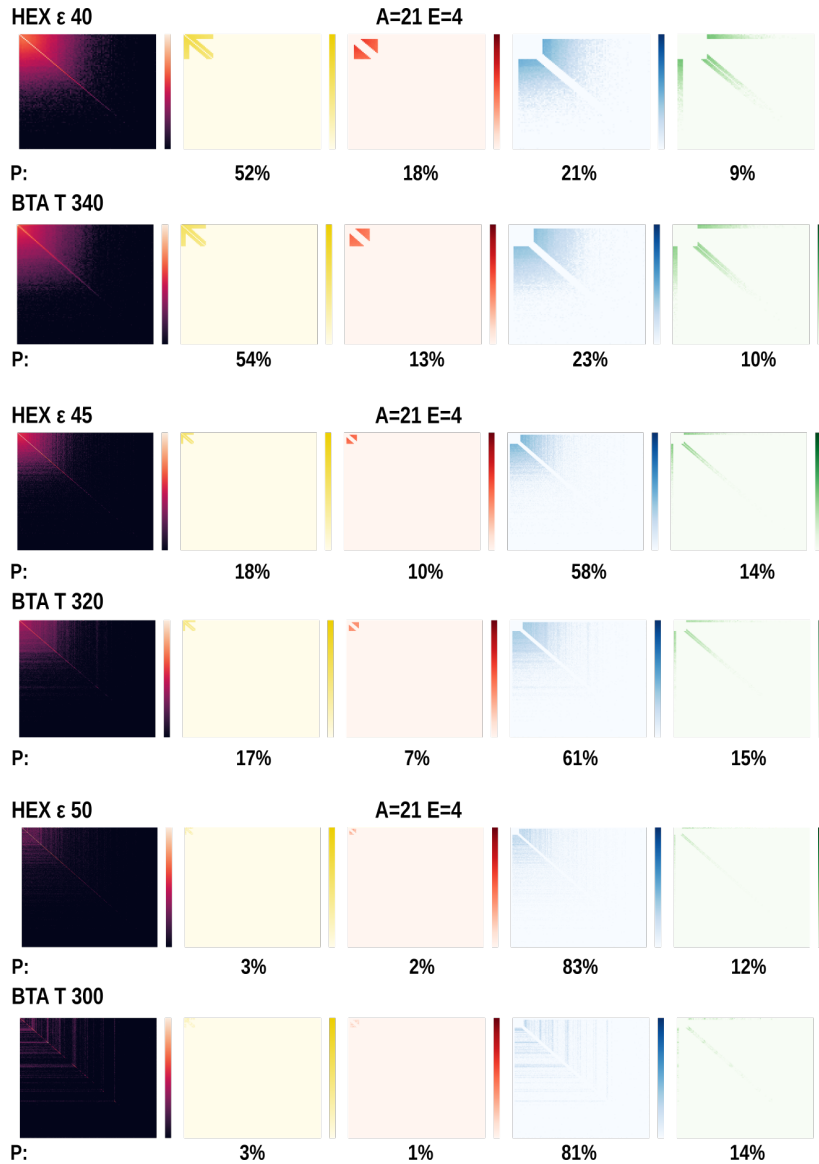 HEX ε 40 A=21 E=4
P: 52% 18% 21% 9%
BTA T 340
P: 54% 13% 23% 10%
HEX ε 45 A=21 E=4
P: 18% 10% 58% 14%
BTA T 320
P: 17% 7% 61% 15%
HEX ε 50 A=21 E=4
P: 3% 2% 83% 12%
BTA T 300
P: 3% 1% 81% 14%